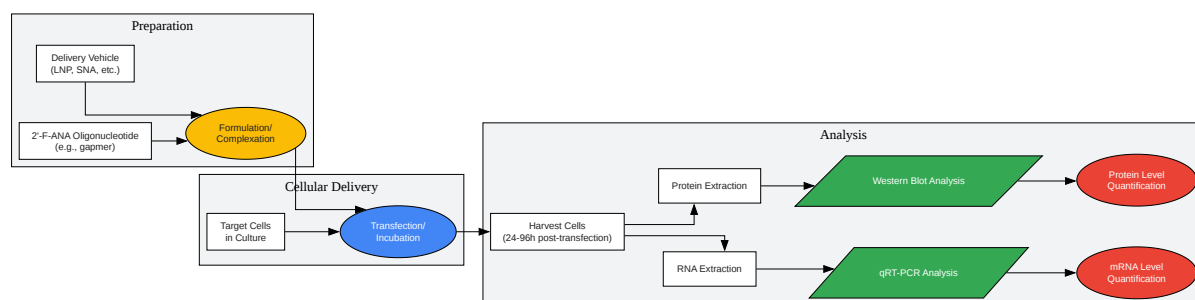 Preparation
Delivery Vehicle
(LNP, SNA, etc.)
2'-F-ANA Oligonucleotide
(e.g., gapmer)
Formulation/
Complexation
Cellular Delivery
Target Cells
in Culture
Transfection/
Incubation
Analysis
Harvest Cells
(24-96h post-transfection)
Protein Extraction
Western Blot Analysis
Protein Level
Quantification
RNA Extraction
qRT-PCR Analysis
mRNA Level
Quantification